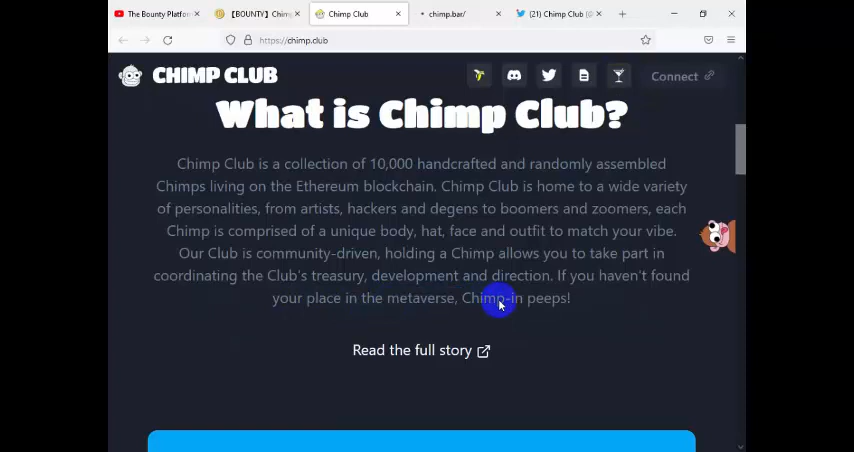 The Bounty Platfor
【BOUNTY】Chim
Chimp Club
chimp.bar/
(21) Chimp Club (@
https://chimp.club
CHIMP CLUB
Connect
What is Chimp Club?
Chimp Club is a collection of 10,000 handcrafted and randomly assembled
Chimps living on the Ethereum blockchain. Chimp Club is home to a wide variety
of personalities, from artists, hackers and degens to boomers and zoomers, each
Chimp is comprised of a unique body, hat, face and outfit to match your vibe.
Our Club is community-driven, holding a Chimp allows you to take part in
coordinating the Club's treasury, development and direction. If you haven't found
your place in the metaverse, Chimp-in peeps!
Read the full story